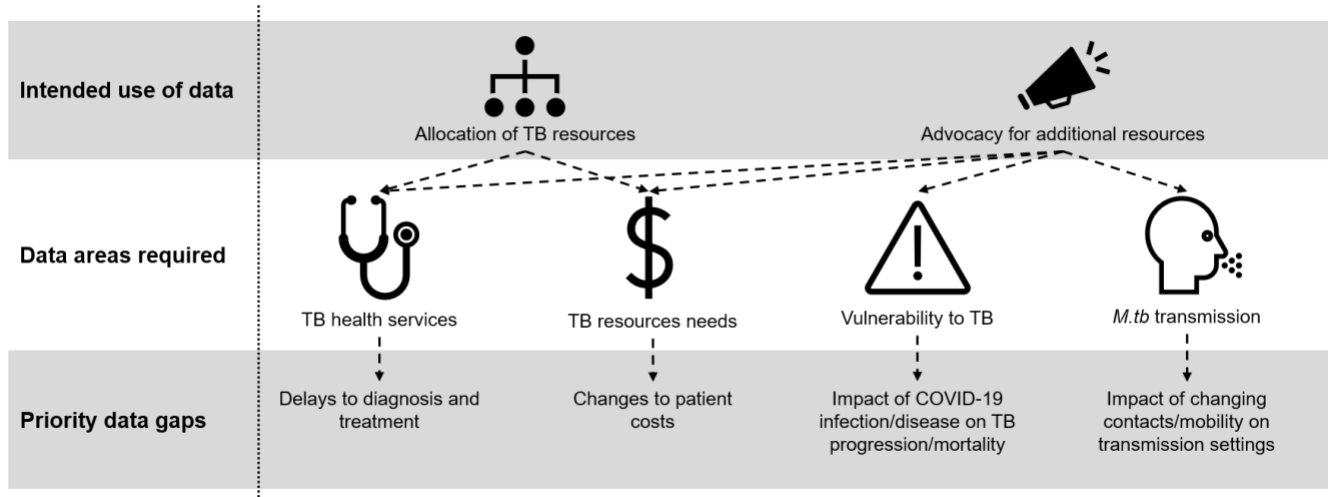 Intended use of data
Allocation of TB resources
Advocacy for additional resources
Data areas required
TB health services
TB resources needs
Vulnerability to TB
M.tb transmission
Priority data gaps
Delays to diagnosis and
treatment
Changes to patient
costs
Impact of COVID-19
infection/disease on TB
progression/mortality
Impact of changing
contacts/mobility on
transmission settings